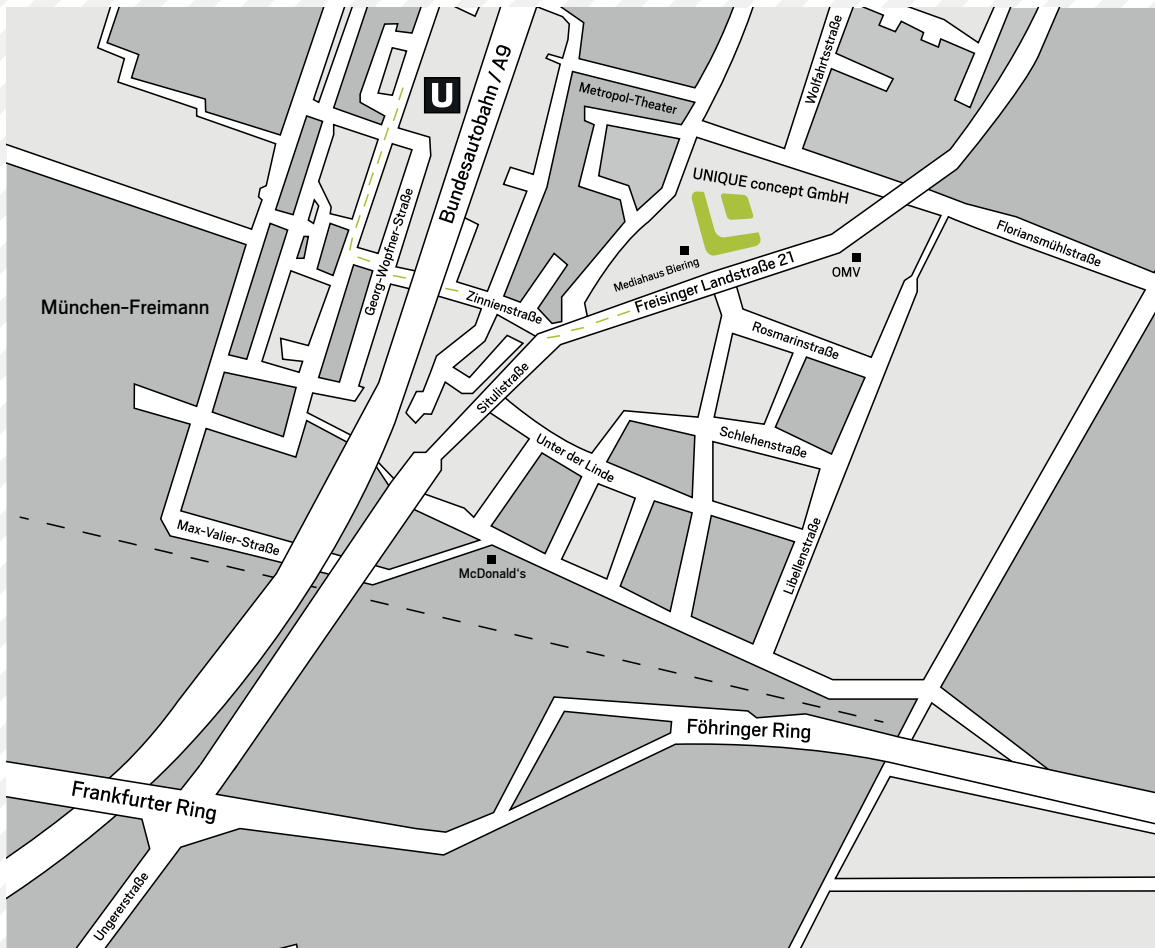 Wolfahrtsstraße
U
Bundesautobahn / A9
Metropol-Theater
UNIQUE concept GmbH
Georg-Wopfner-Straße
Floriansmühlstraße
Mediahaus Biering
Freisinger Landstraße 21
OMV
München-Freimann
Zinnienstraße
Rosmarinstraße
Situlistraße
Schlehenstraße
Unter der Linde
Max-Valier-Straße
Libellenstraße
McDonald's
Föhringer Ring
Frankfurter Ring
Ungererstraße